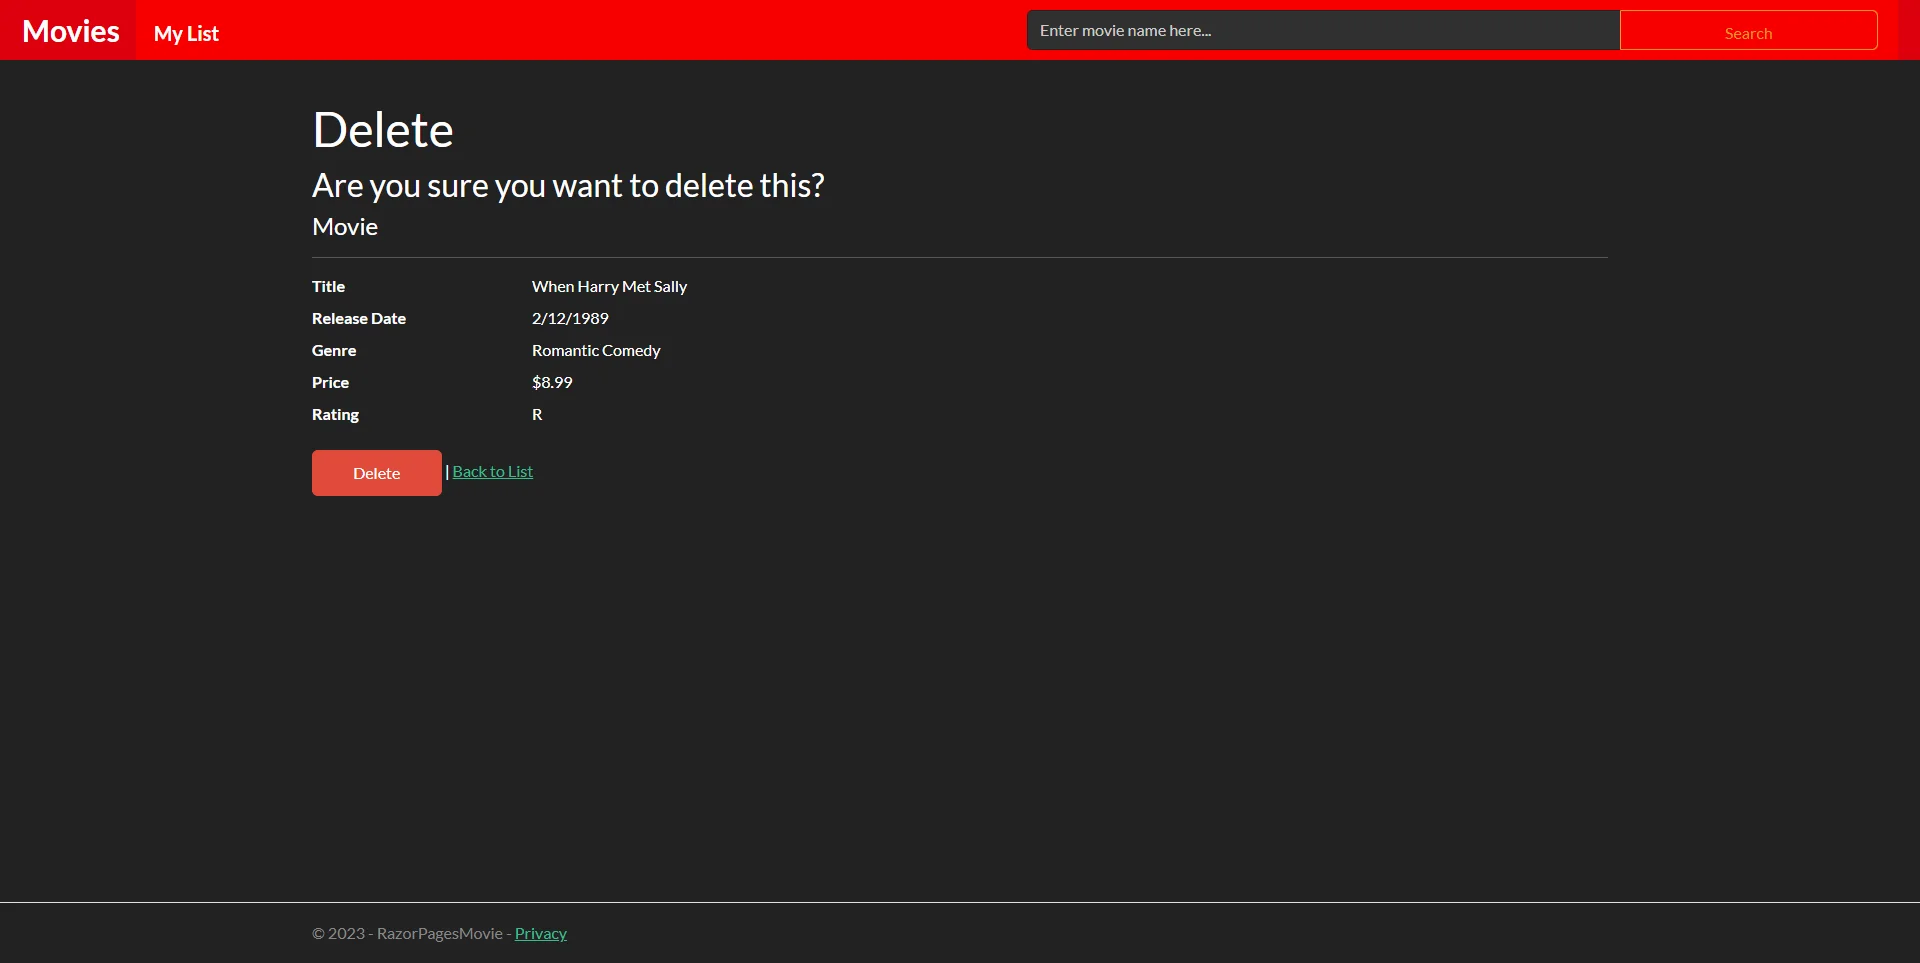 Movies My List Enter movie name here... Search
Delete
Are you sure you want to delete this?
Movie
Title When Harry Met Sally
Release Date 2/12/1989
Genre Romantic Comedy
Price $8.99
Rating R
Delete | Back to List
© 2023 - RazorPagesMovie - Privacy